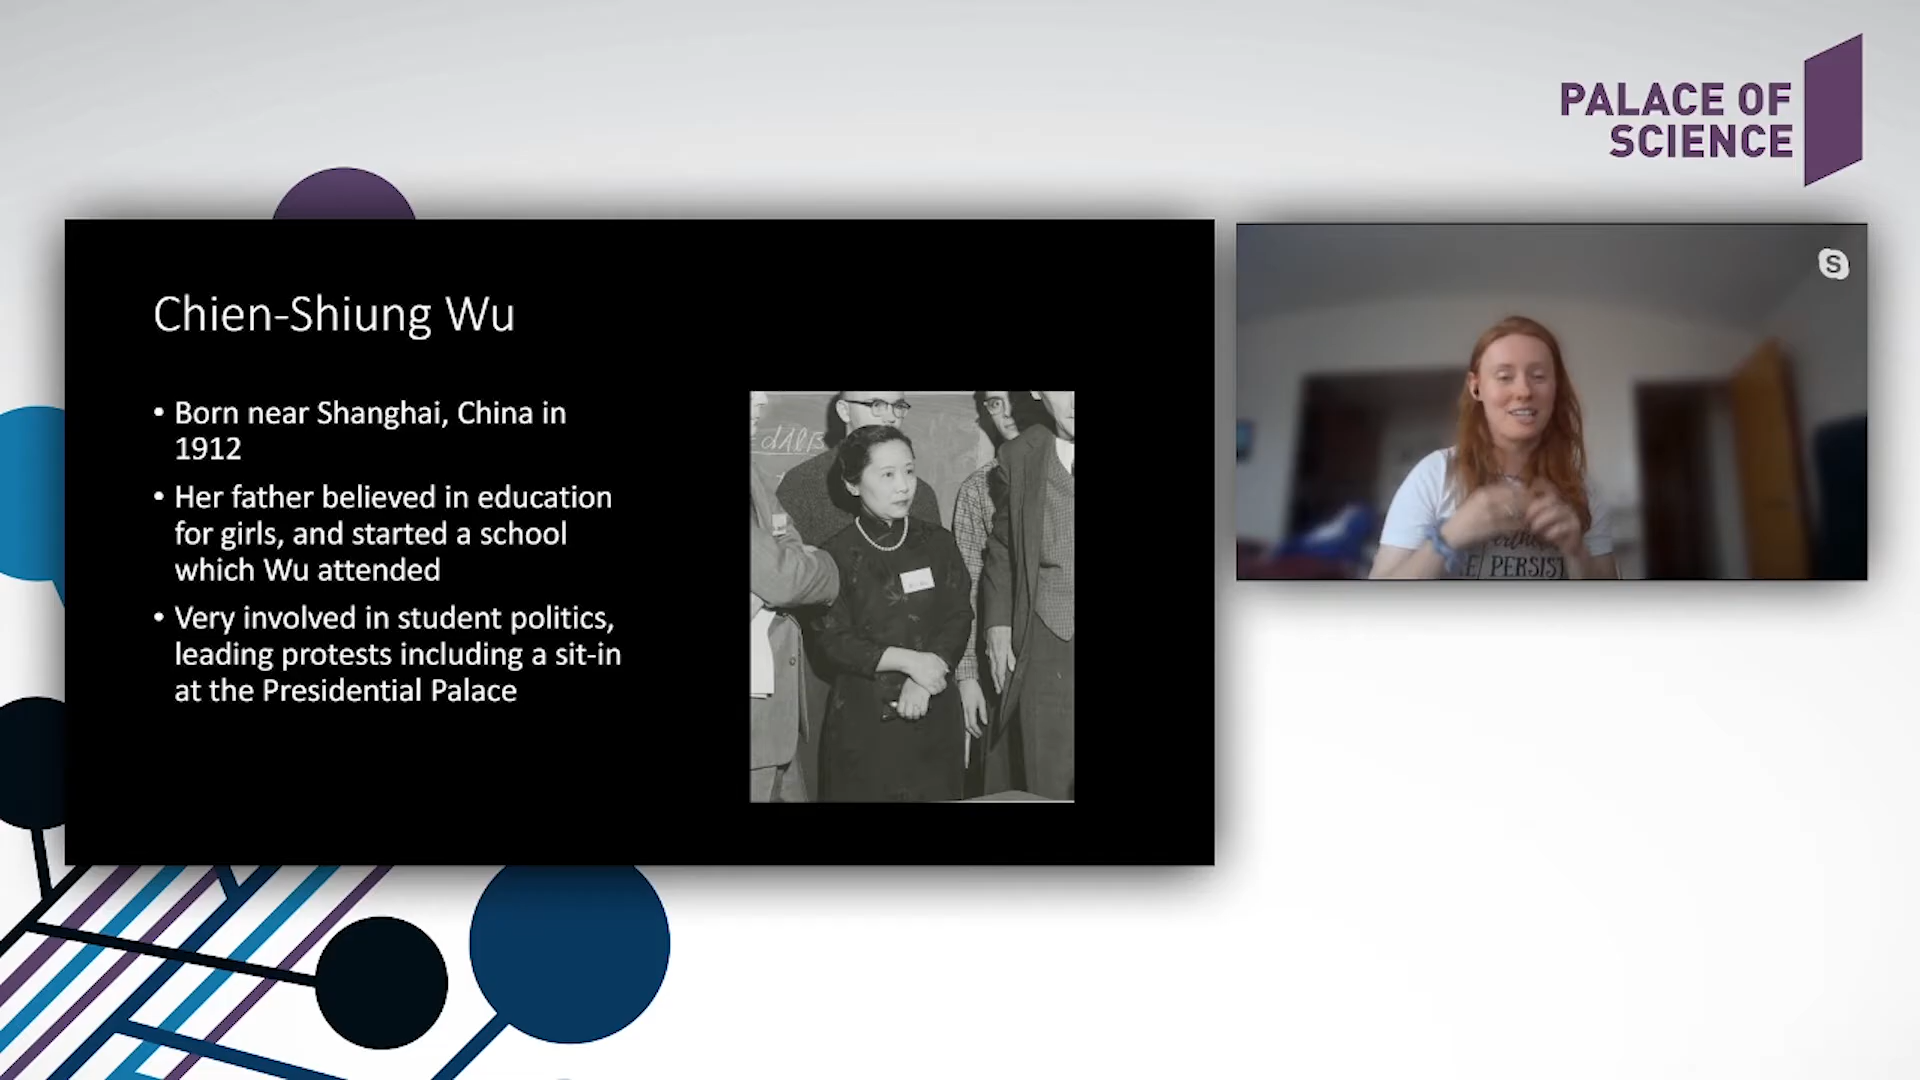 PALACE OF
SCIENCE
Chien-Shiung Wu
• Born near Shanghai, China in
1912
• Her father believed in education
for girls, and started a school
which Wu attended
• Very involved in student politics,
leading protests including a sit-in
at the Presidential Palace
S
PERSIST